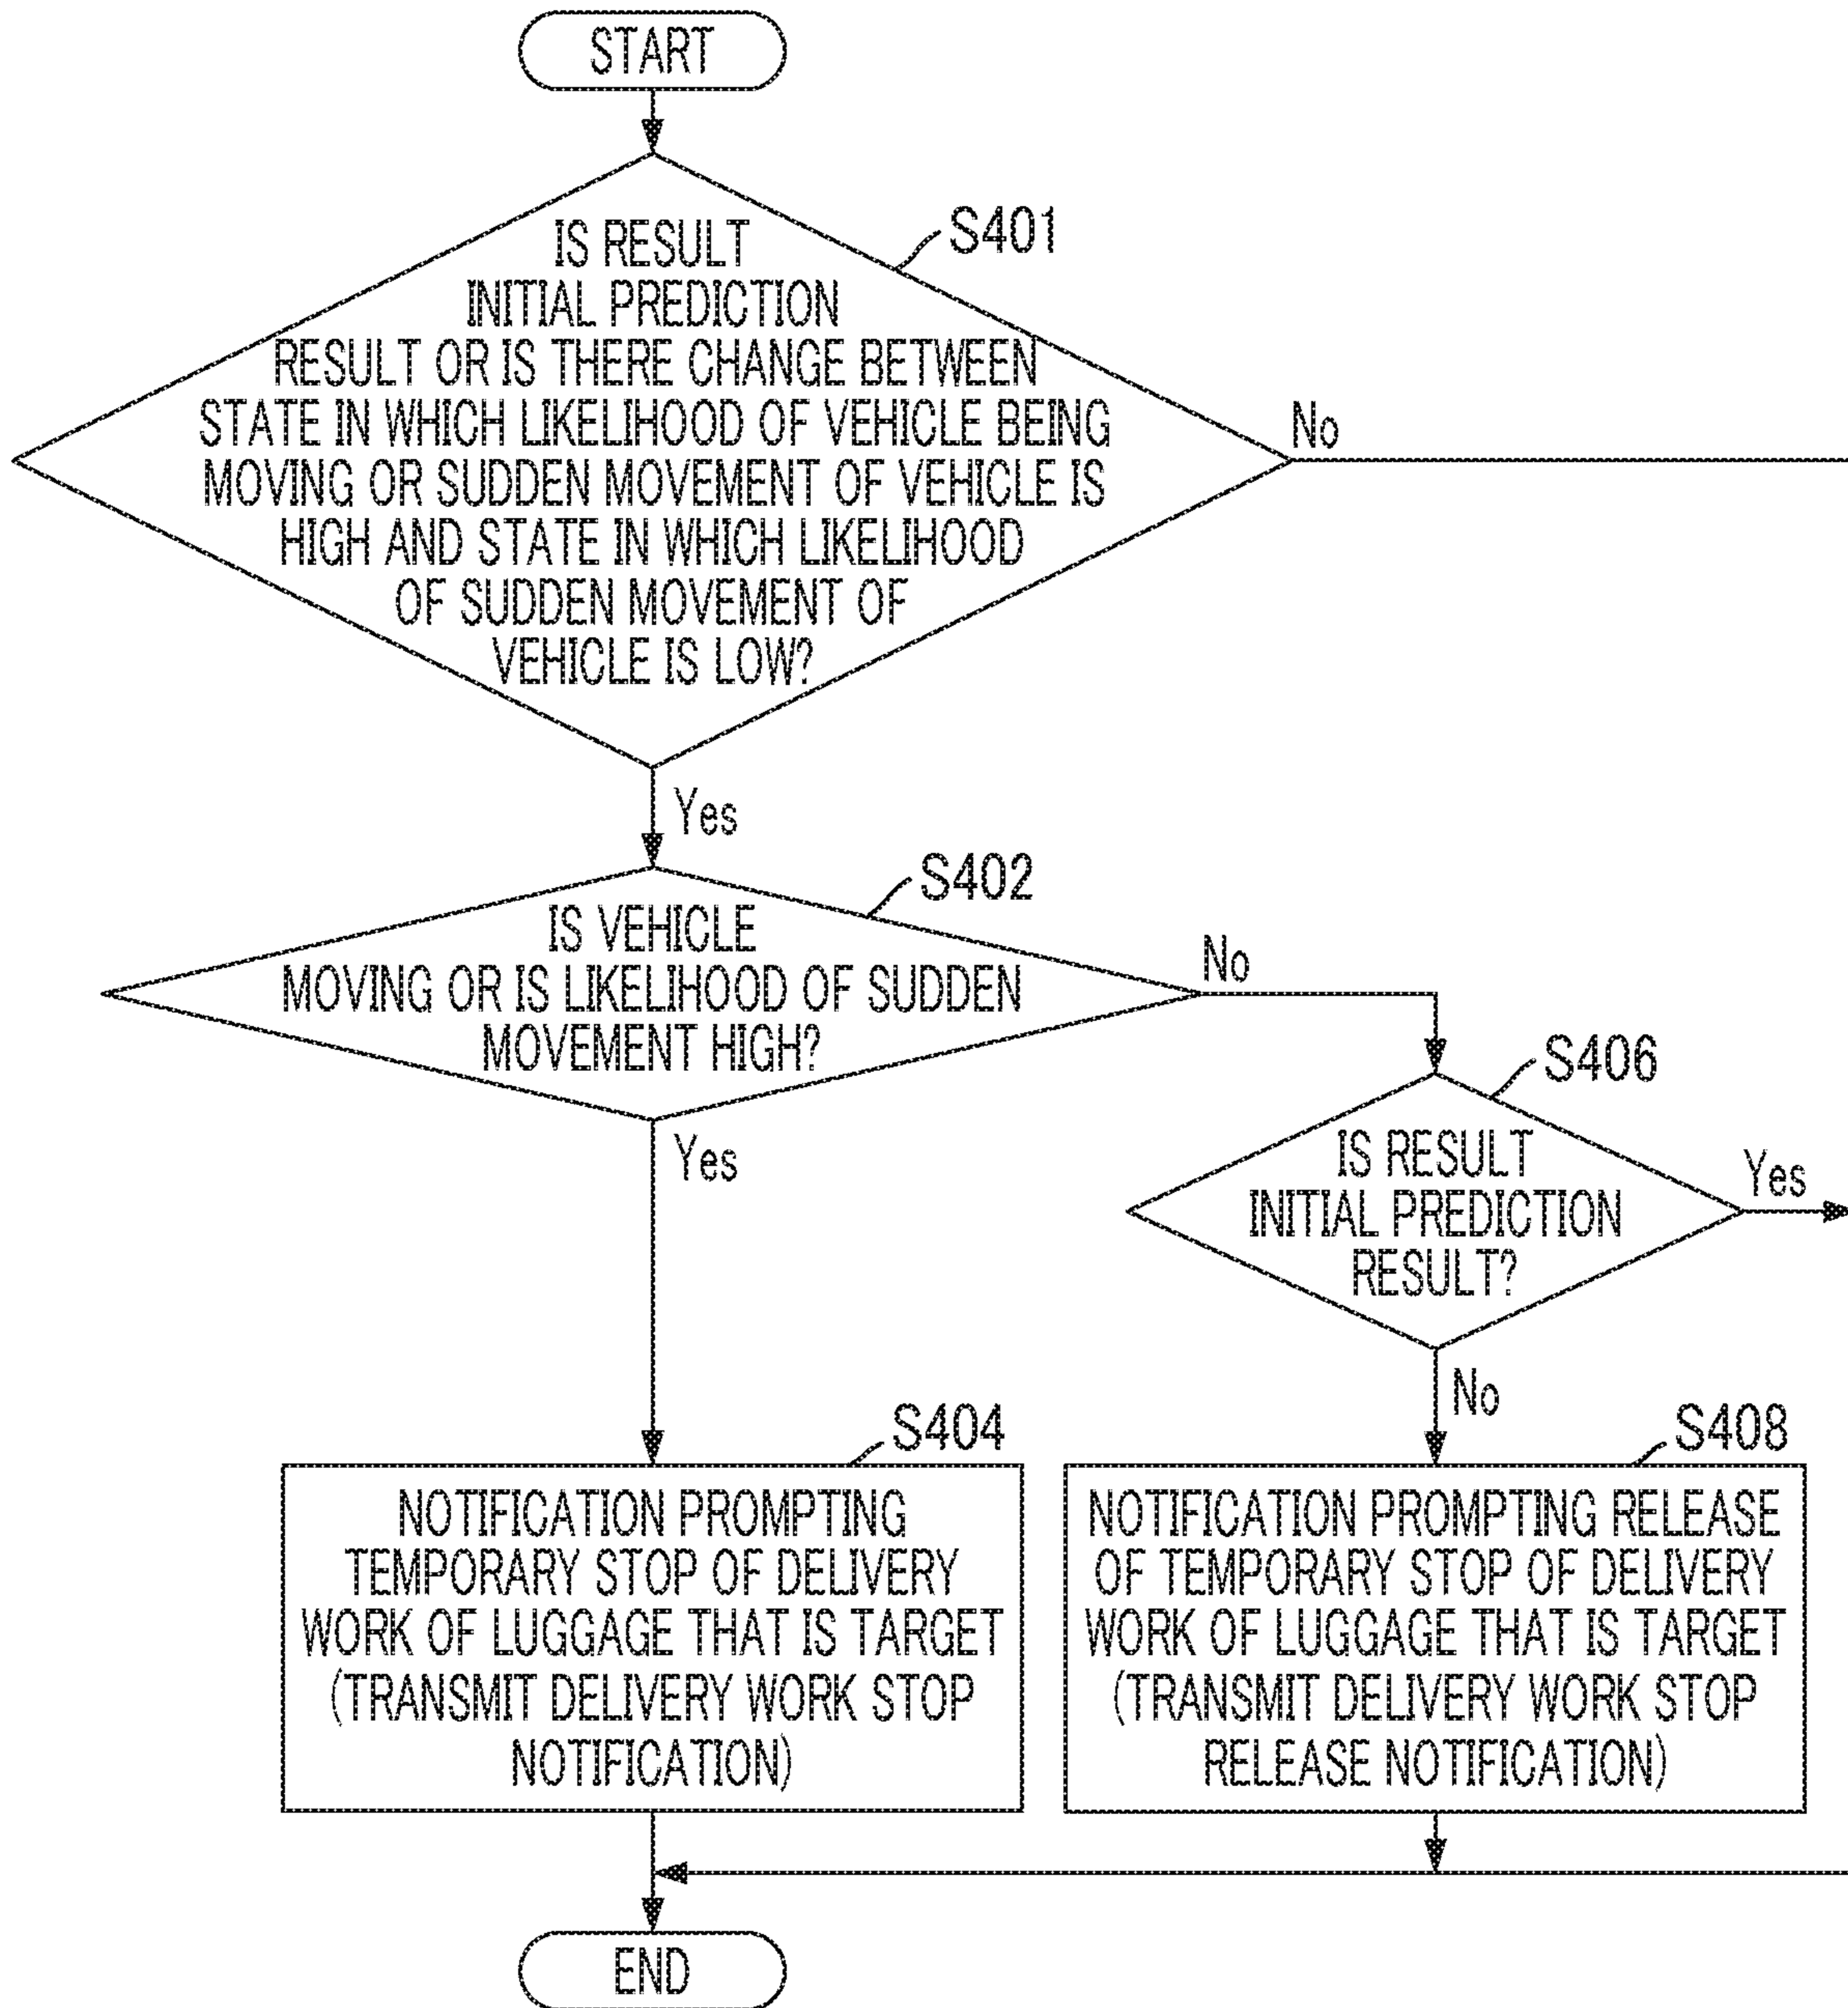 START
S401
IS RESULT
INITIAL PREDICTION
RESULT OR IS THERE CHANGE BETWEEN
STATE IN WHICH LIKELIHOOD OF VEHICLE BEING
MOVING OR SUDDEN MOVEMENT OF VEHICLE IS
HIGH AND STATE IN WHICH LIKELIHOOD
OF SUDDEN MOVEMENT OF
VEHICLE IS LOW?
No
Yes
S402
IS VEHICLE
MOVING OR IS LIKELIHOOD OF SUDDEN
MOVEMENT HIGH?
No
Yes
S406
IS RESULT
INITIAL PREDICTION
RESULT?
Yes
No
S404
NOTIFICATION PROMPTING
TEMPORARY STOP OF DELIVERY
WORK OF LUGGAGE THAT IS TARGET
(TRANSMIT DELIVERY WORK STOP
NOTIFICATION)
S408
NOTIFICATION PROMPTING RELEASE
OF TEMPORARY STOP OF DELIVERY
WORK OF LUGGAGE THAT IS TARGET
(TRANSMIT DELIVERY WORK STOP
RELEASE NOTIFICATION)
END